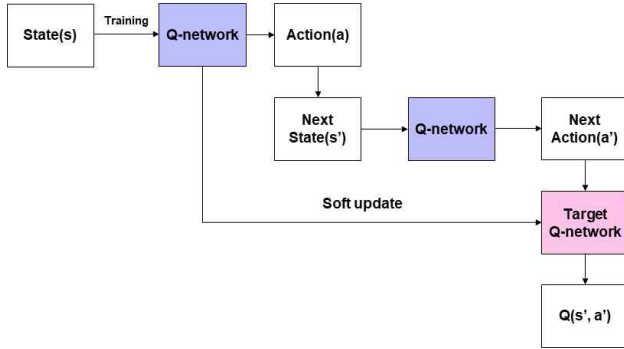 State(s)
Training
Q-network
Action(a)
Next
State(s’)
Q-network
Next
Action(a’)
Soft update
Target
Q-network
Q(s’, a’)